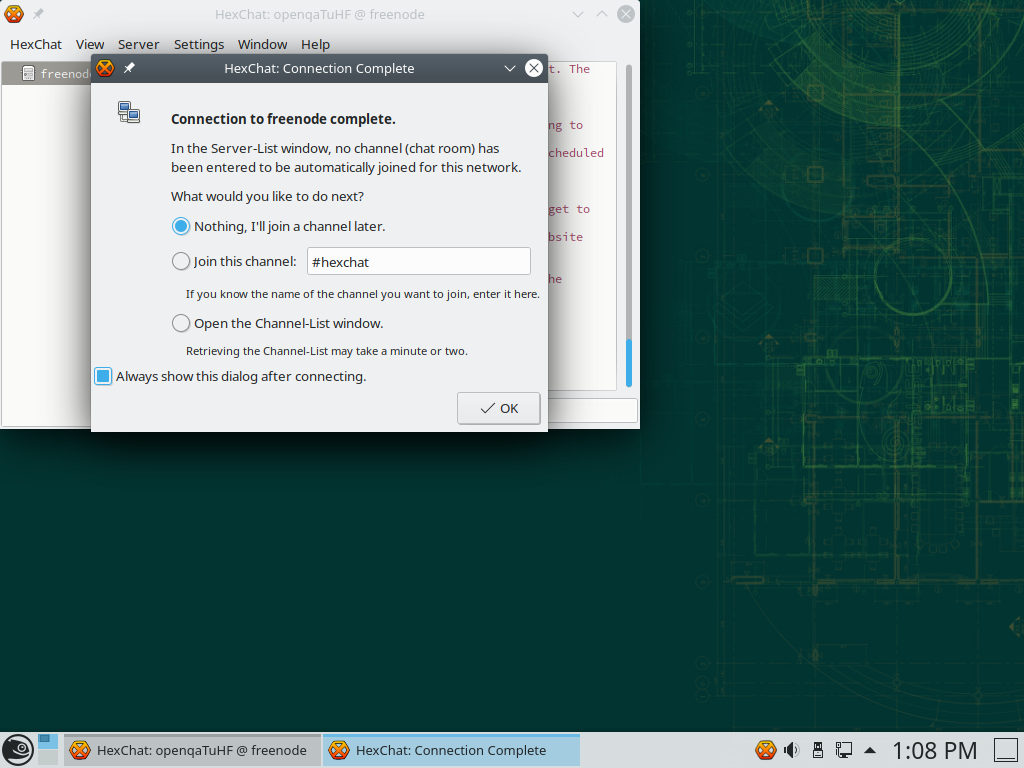 HexChat: openqaTuHF @ freenode
HexChat View Server Settings Window Help
freenode
t. The
ng to
cheduled
get to
bsite
he
HexChat: Connection Complete
Connection to freenode complete.
In the Server-List window, no channel (chat room) has
been entered to be automatically joined for this network.
What would you like to do next?
Nothing, I'll join a channel later.
Join this channel: #hexchat
If you know the name of the channel you want to join, enter it here.
Open the Channel-List window.
Retrieving the Channel-List may take a minute or two.
Always show this dialog after connecting.
OK
HexChat: openqaTuHF @ freenode HexChat: Connection Complete 1:08 PM